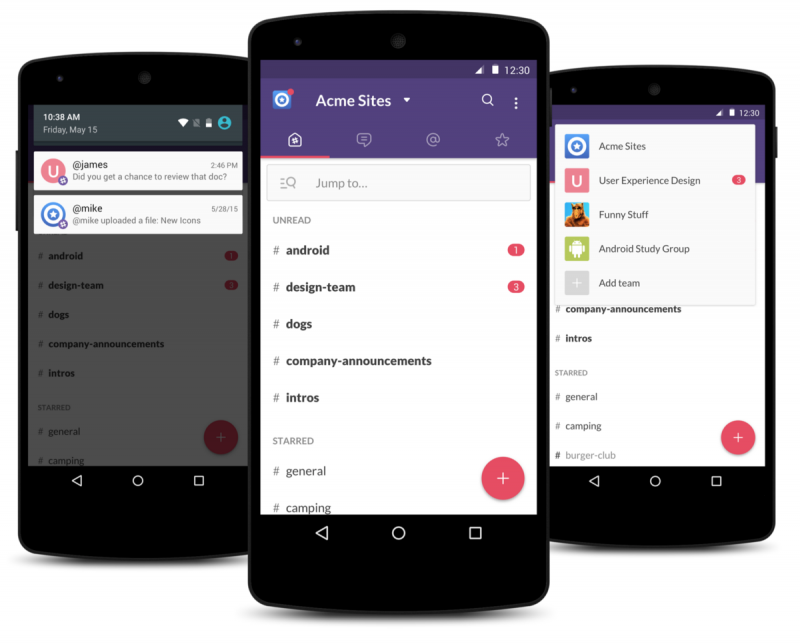 10:38 AM
Friday, May 15
@james
2:46 PM
Did you get a chance to review that doc?
@mike
5/28/15
@mike uploaded a file: New Icons
# android 1
# design-team 3
# dogs
# company-announcements
# intros
STARRED
# general
# camping
12:30
Acme Sites
Jump to...
UNREAD
# android 1
# design-team 3
# dogs
# company-announcements
# intros
STARRED
# general
# camping
12:30
Acme Sites
U User Experience Design 3
Funny Stuff
Android Study Group
+ Add team
# company-announcements
# intros
STARRED
# general
# camping
# burger-club